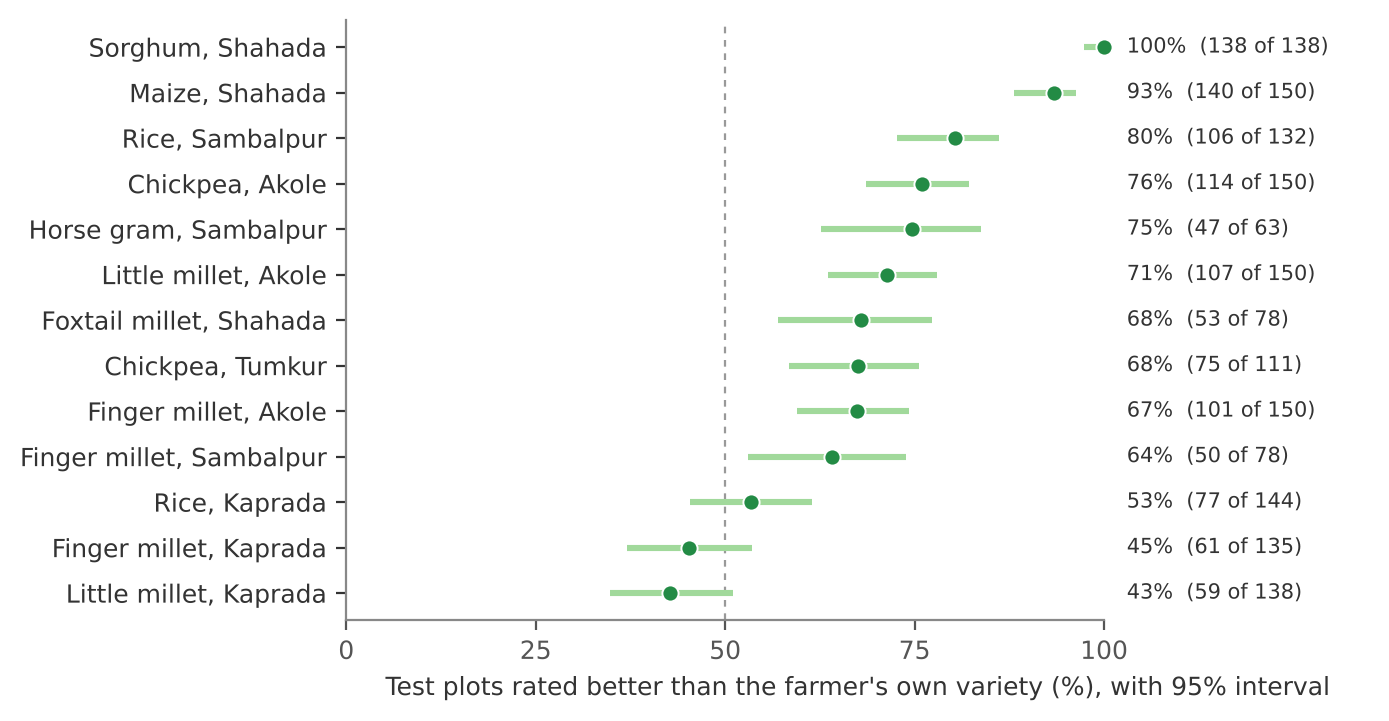 Sorghum, Shahada 100% (138 of 138)
Maize, Shahada 93% (140 of 150)
Rice, Sambalpur 80% (106 of 132)
Chickpea, Akole 76% (114 of 150)
Horse gram, Sambalpur 75% (47 of 63)
Little millet, Akole 71% (107 of 150)
Foxtail millet, Shahada 68% (53 of 78)
Chickpea, Tumkur 68% (75 of 111)
Finger millet, Akole 67% (101 of 150)
Finger millet, Sambalpur 64% (50 of 78)
Rice, Kaprada 53% (77 of 144)
Finger millet, Kaprada 45% (61 of 135)
Little millet, Kaprada 43% (59 of 138)
0 25 50 75 100
Test plots rated better than the farmer's own variety (%), with 95% interval